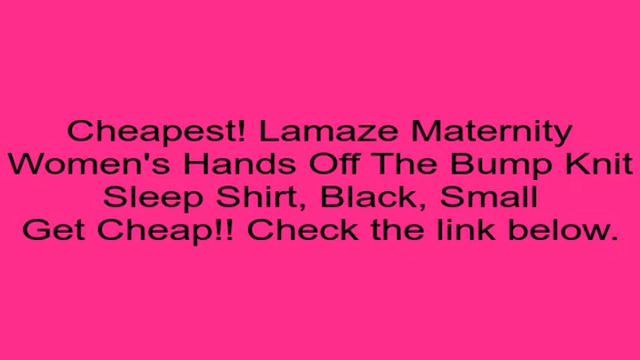 Cheapest! Lamaze Maternity
Women's Hands Off The Bump Knit
Sleep Shirt, Black, Small
Get Cheap!! Check the link below.